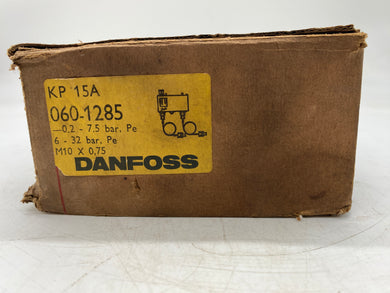 KP 15A
060-1285
—0,2 - 7.5 bar. Pe
6 - 32 bar. Pe
M10 X 0,75
DANFOSS